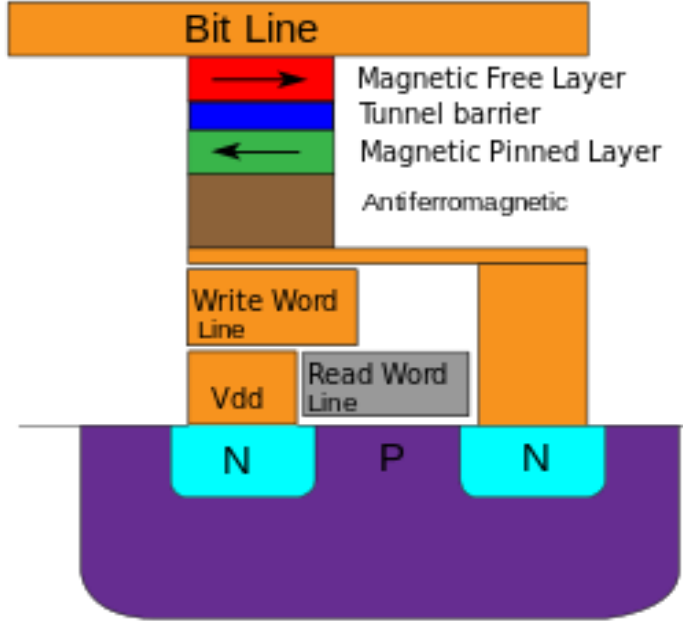 Bit Line
Magnetic Free Layer
Tunnel barrier
Magnetic Pinned Layer
Antiferromagnetic
Write Word
Line
Vdd
Read Word
Line
N
P
N